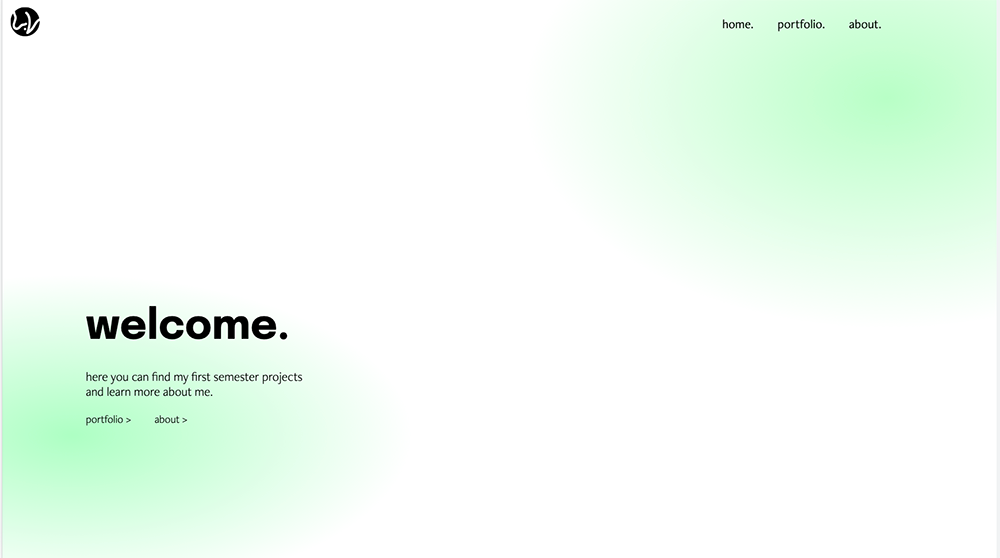 home. portfolio. about.
welcome.
here you can find my first semester projects
and learn more about me.
portfolio > about >